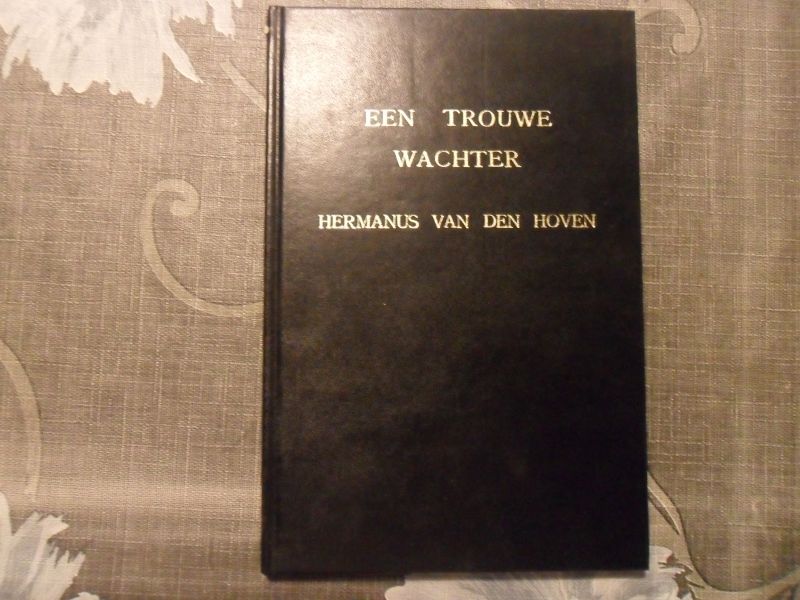 EEN TROUWE
WACHTER
HERMANUS VAN DEN HOVEN